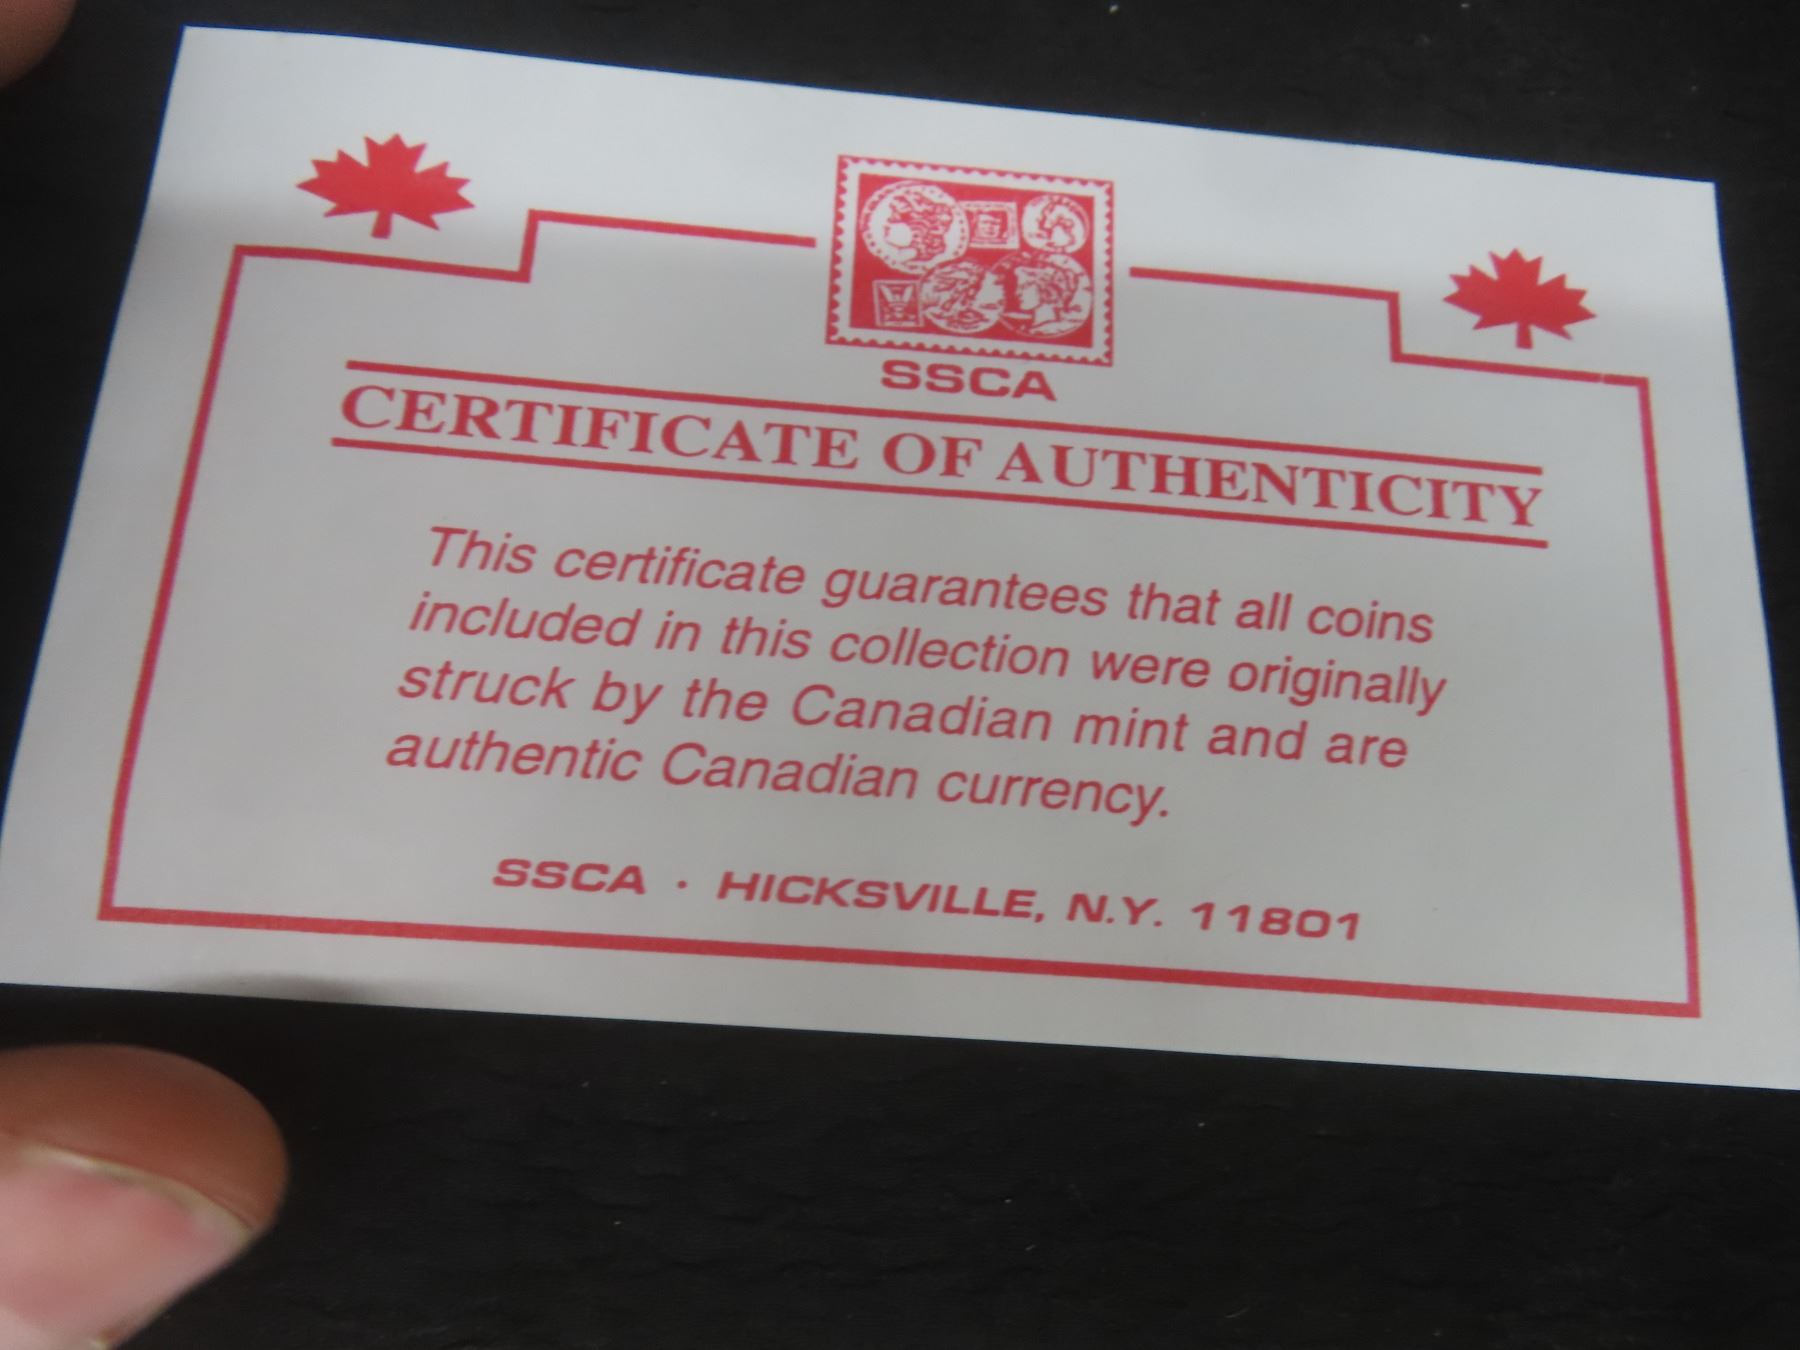 SSCA
CERTIFICATE OF AUTHENTICITY
This certificate guarantees that all coins
included in this collection were originally
struck by the Canadian mint and are
authentic Canadian currency.
SSCA · HICKSVILLE, N.Y. 11801